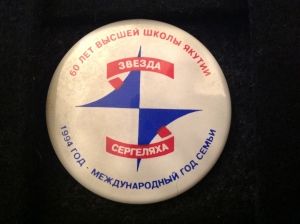 60 ЛЕТ ВЫСШЕЙ ШКОЛЫ ЯКУТИИ
ЗВЕЗДА
СЕРГЕЛЯХА
1994 ГОД - МЕЖДУНАРОДНЫЙ ГОД СЕМЬИ